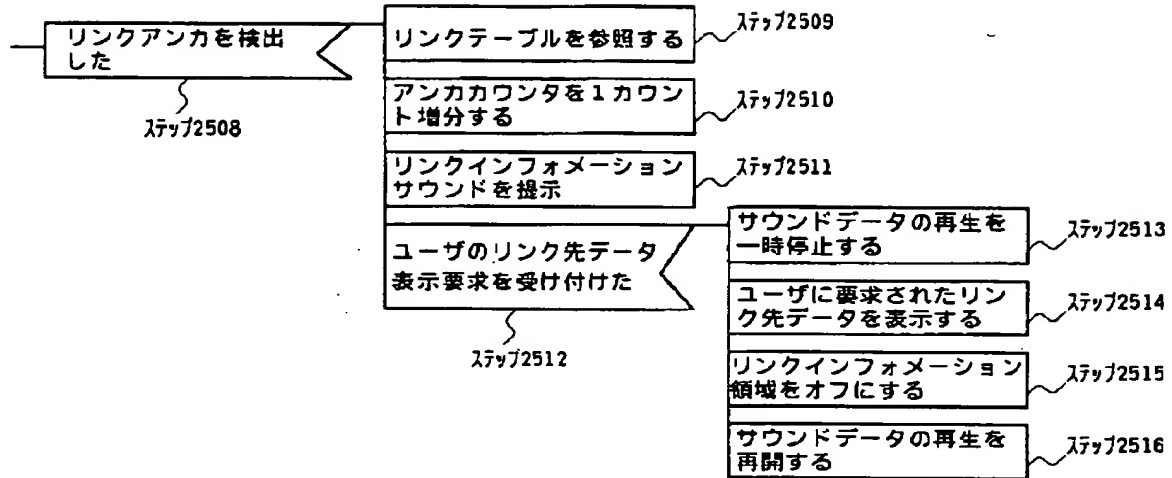 リンクアンカを検出
した
ステップ2508
リンクテーブルを参照する
ステップ2509
アンカカウンタを1カウン
ト増分する
ステップ2510
リンクインフォメーション
サウンドを提示
ステップ2511
ユーザのリンク先データ
表示要求を受け付けた
ステップ2512
サウンドデータの再生を
一時停止する
ステップ2513
ユーザに要求されたリン
ク先データを表示する
ステップ2514
リンクインフォメーション
領域をオフにする
ステップ2515
サウンドデータの再生を
再開する
ステップ2516